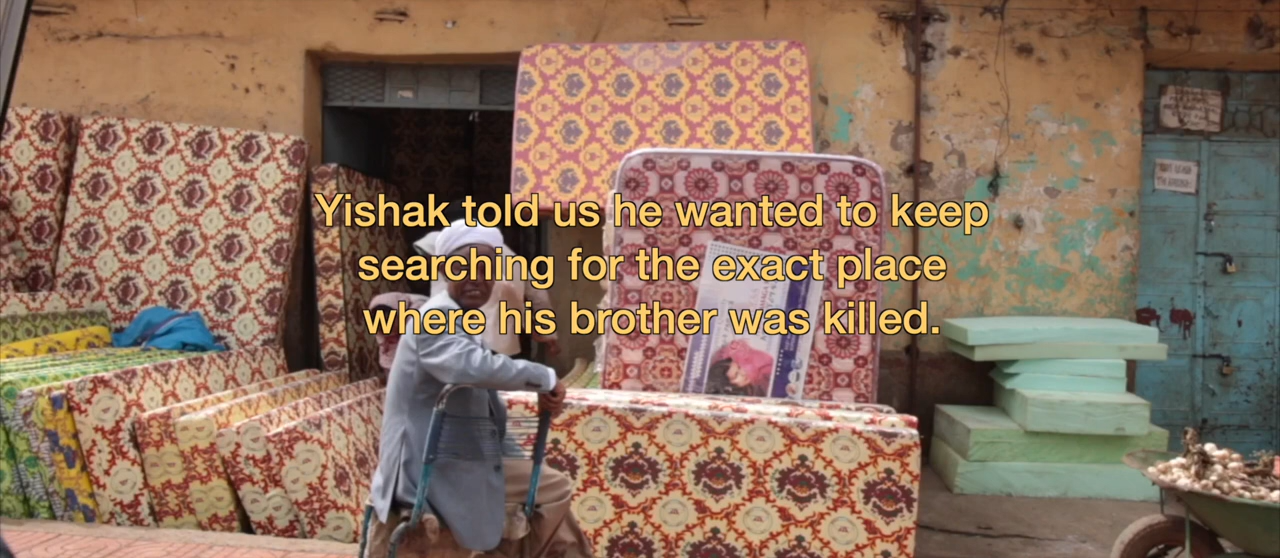 Yishak told us he wanted to keep
searching for the exact place
where his brother was killed.